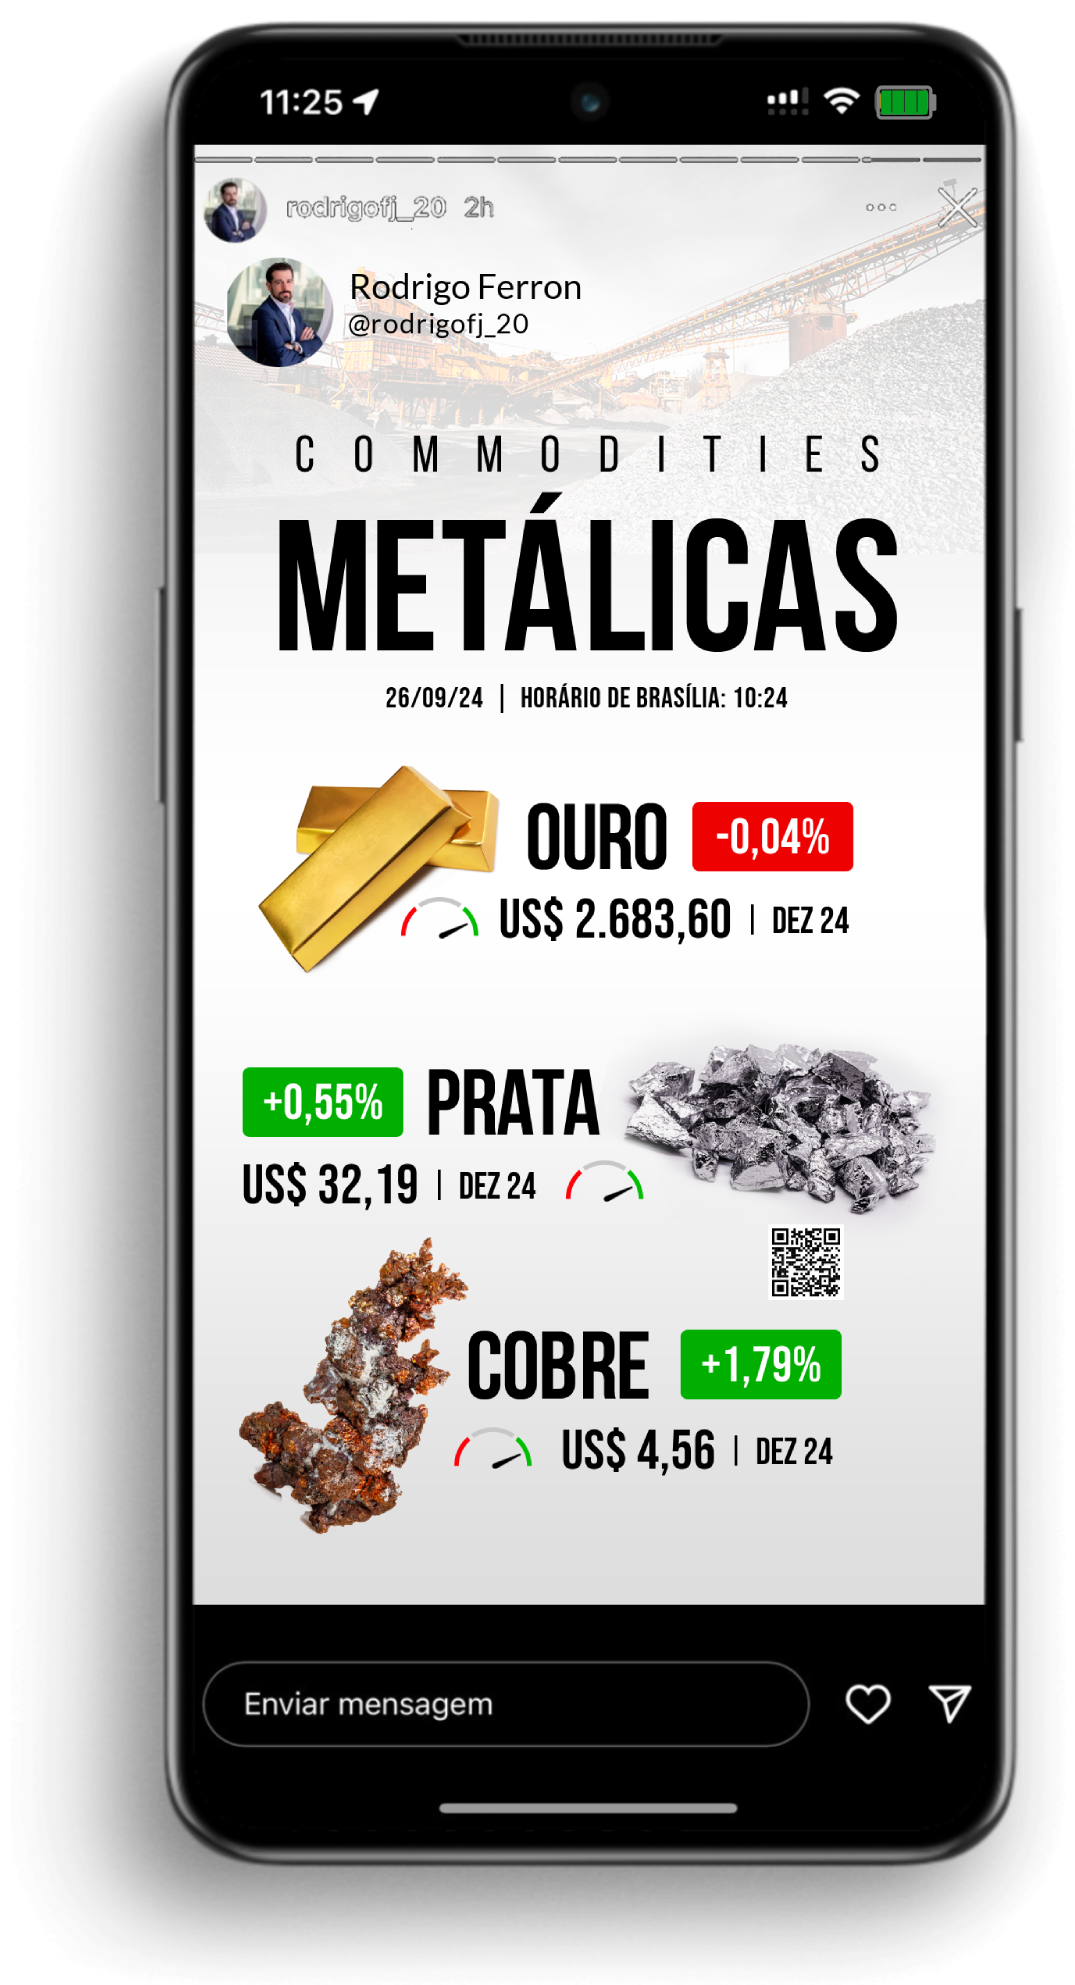 11:25
rodrigofj_20 2h
Rodrigo Ferron
@rodrigofj_20
COMMODITIES
METÁLICAS
26/09/24 | HORÁRIO DE BRASÍLIA: 10:24
OURO -0,04%
US$ 2.683,60 | DEZ 24
+0,55% PRATA
US$ 32,19 | DEZ 24
COBRE +1,79%
US$ 4,56 | DEZ 24
Enviar mensagem